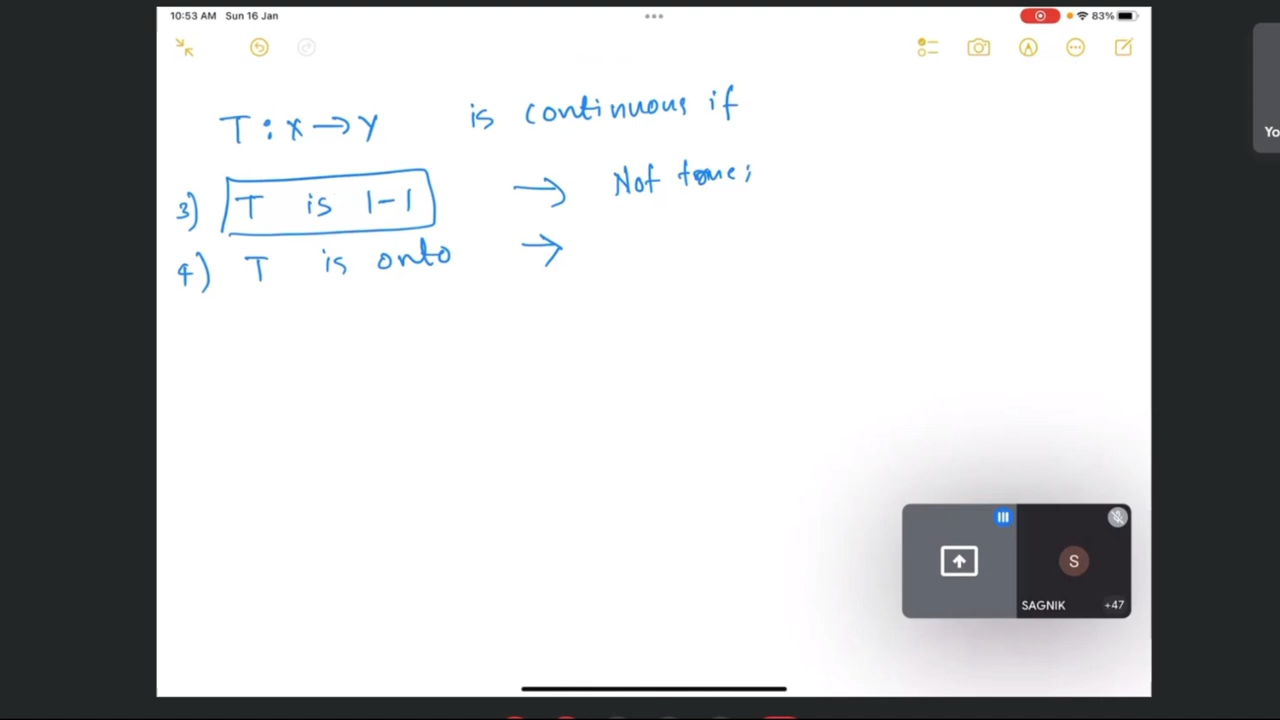 10:53 AM Sun 16 Jan
83%
T : X → Y is continuous if
3) T is 1-1 → Not true;
4) T is onto →
Yo
S
SAGNIK +47